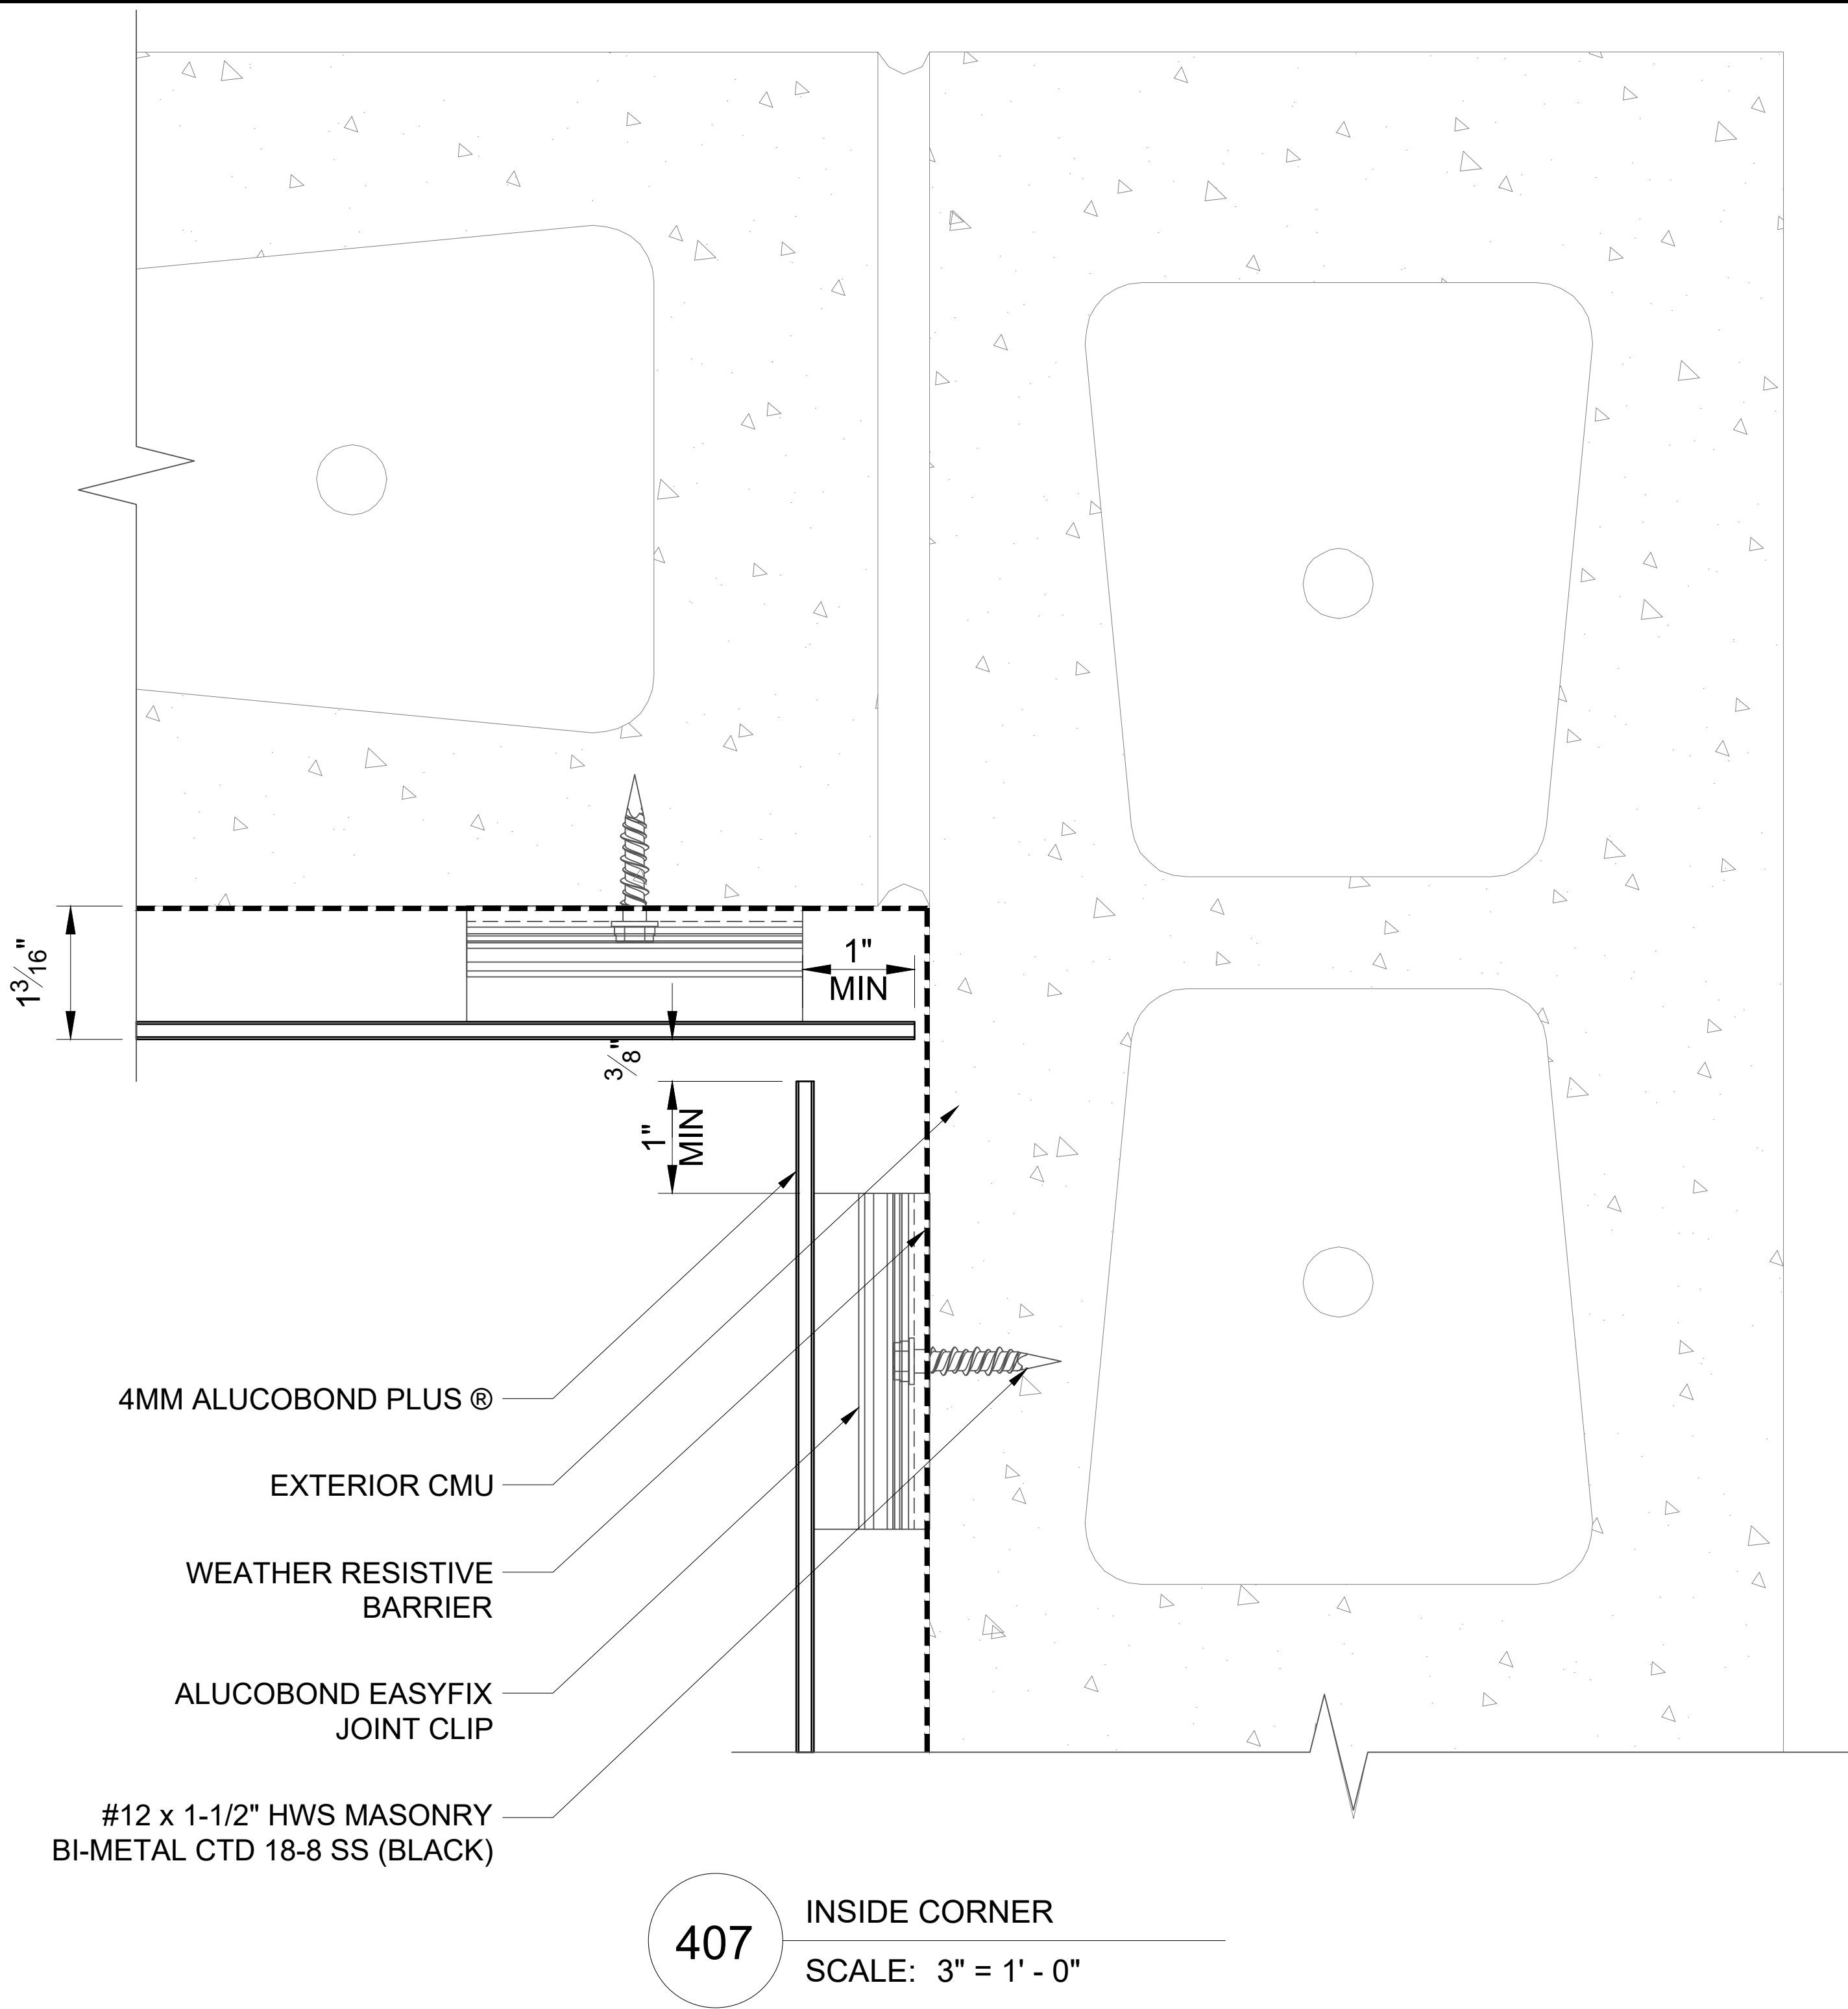 1"
MIN
1 3/16"
3/8"
1"
MIN
4MM ALUCOBOND PLUS ®
EXTERIOR CMU
WEATHER RESISTIVE
BARRIER
ALUCOBOND EASYFIX
JOINT CLIP
#12 x 1-1/2" HWS MASONRY
BI-METAL CTD 18-8 SS (BLACK)
407
INSIDE CORNER
SCALE: 3" = 1' - 0"